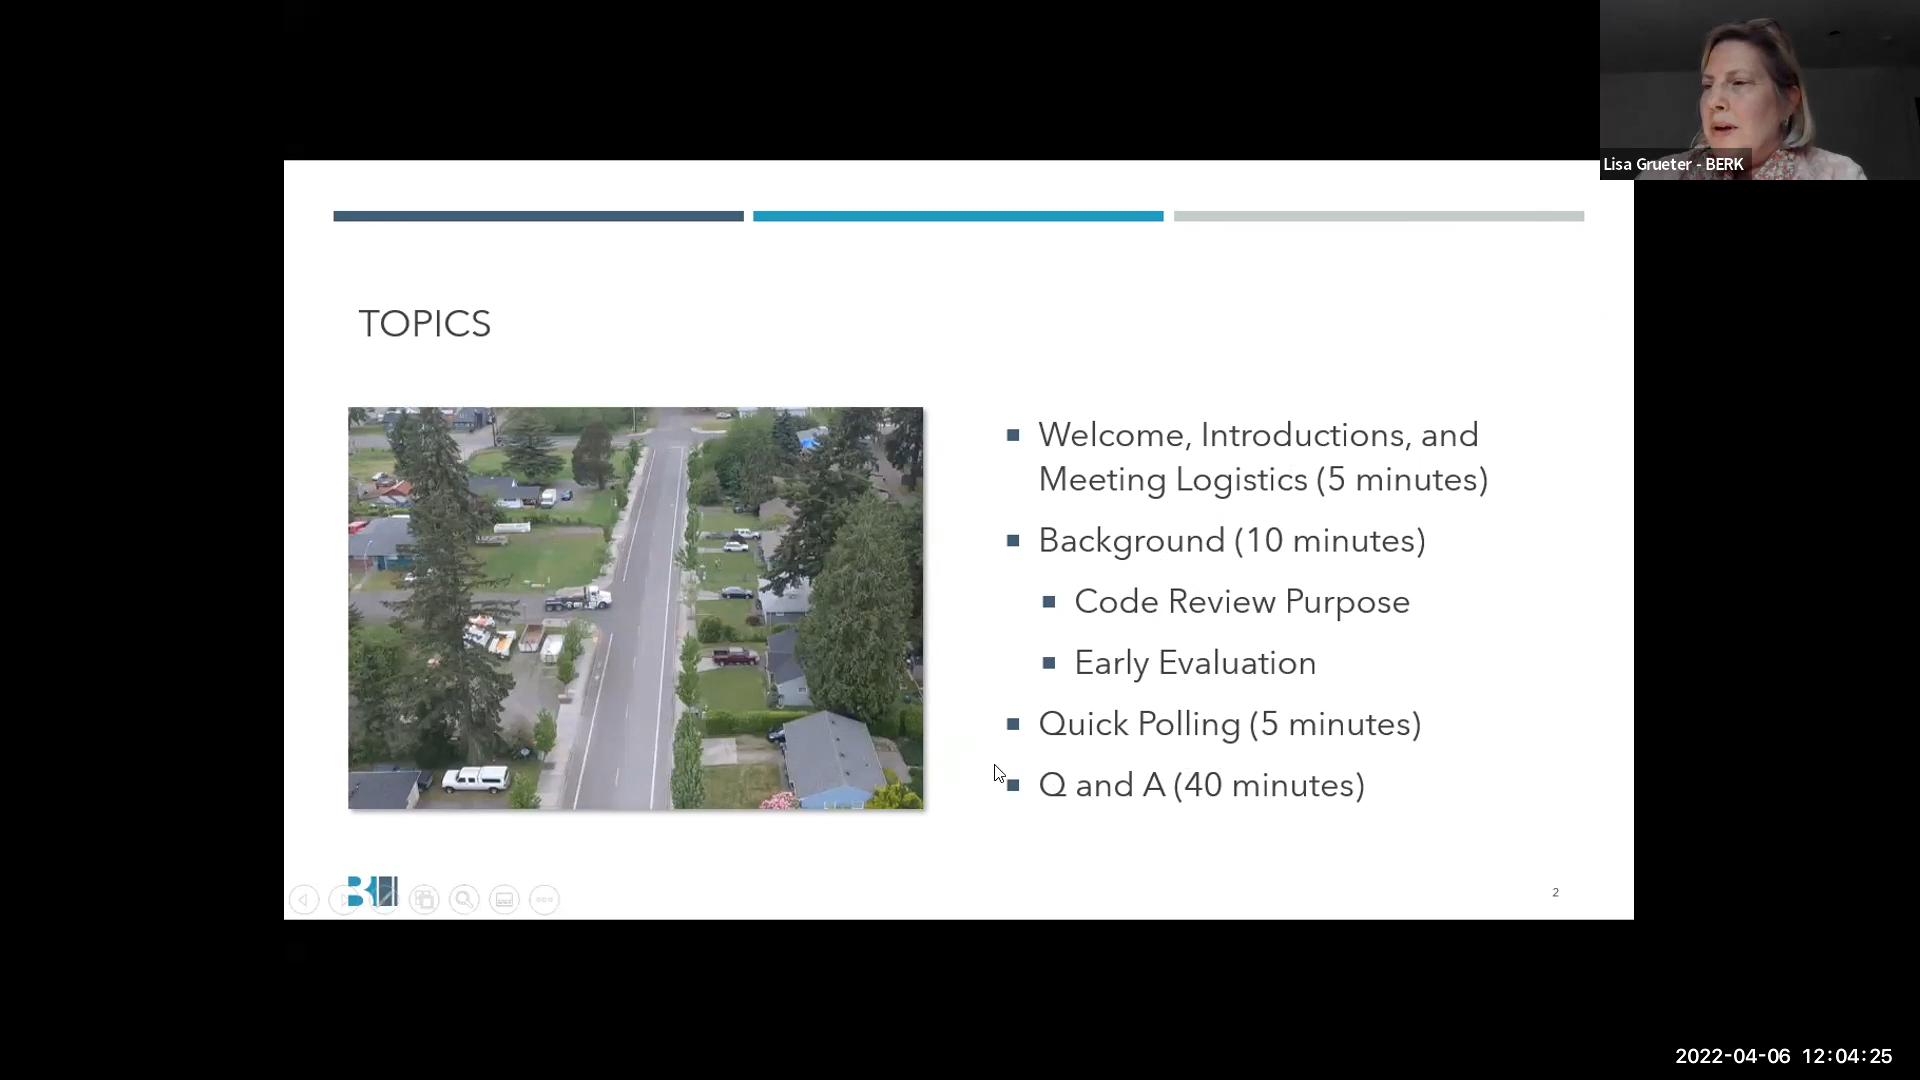 Lisa Grueter - BERK
TOPICS
Welcome, Introductions, and
Meeting Logistics (5 minutes)
Background (10 minutes)
Code Review Purpose
Early Evaluation
Quick Polling (5 minutes)
Q and A (40 minutes)
2
2022-04-06 12:04:25